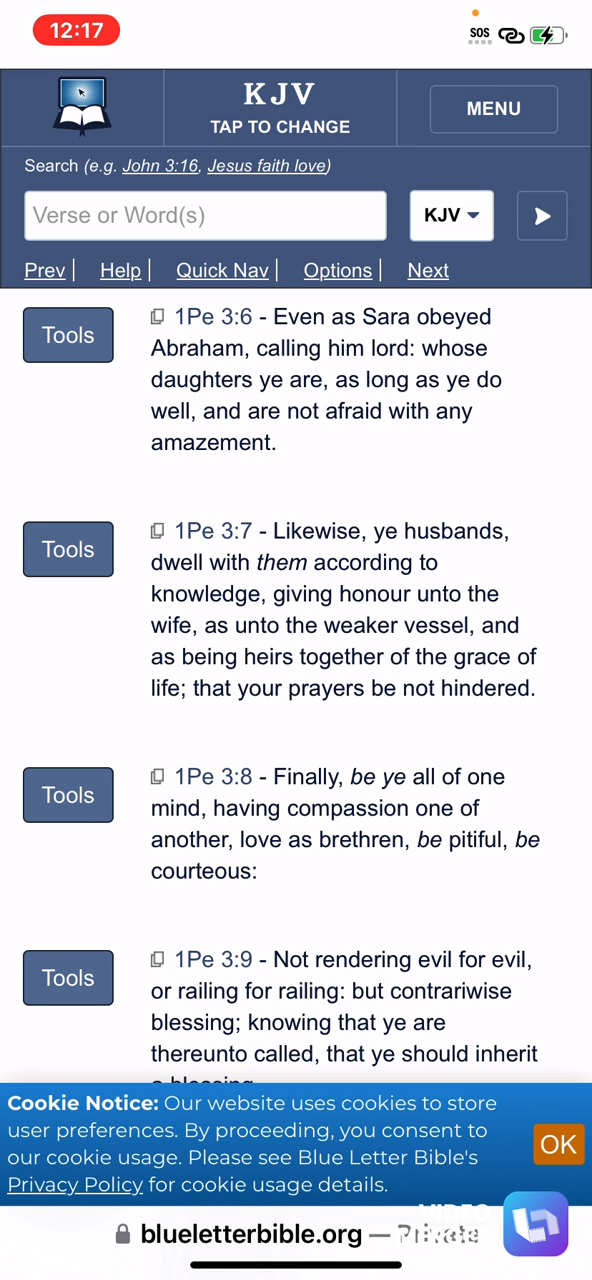 12:17
SOS
KJV
TAP TO CHANGE
MENU
Search (e.g. John 3:16, Jesus faith love)
Verse or Word(s)
KJV
Prev | Help | Quick Nav | Options | Next
Tools
1Pe 3:6 - Even as Sara obeyed
Abraham, calling him lord: whose
daughters ye are, as long as ye do
well, and are not afraid with any
amazement.
Tools
1Pe 3:7 - Likewise, ye husbands,
dwell with them according to
knowledge, giving honour unto the
wife, as unto the weaker vessel, and
as being heirs together of the grace of
life; that your prayers be not hindered.
Tools
1Pe 3:8 - Finally, be ye all of one
mind, having compassion one of
another, love as brethren, be pitiful, be
courteous:
Tools
1Pe 3:9 - Not rendering evil for evil,
or railing for railing: but contrariwise
blessing; knowing that ye are
thereunto called, that ye should inherit
a blessing.
Cookie Notice: Our website uses cookies to store
user preferences. By proceeding, you consent to
our cookie usage. Please see Blue Letter Bible's
Privacy Policy for cookie usage details.
OK
blueletterbible.org — Private
VIDEO